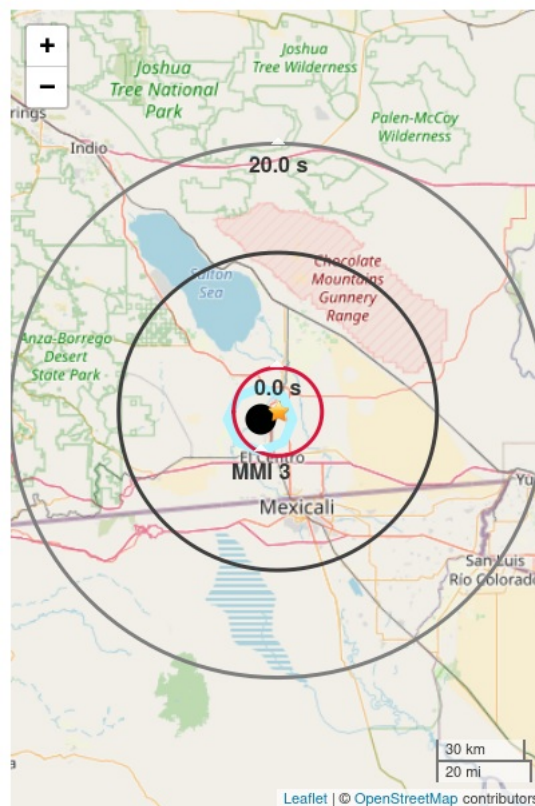 +
−
Joshua
Tree National
Park
Joshua
Tree Wilderness
Palen-McCoy
Wilderness
rings
Indio
20.0 s
Salton
Sea
Chocolate
Mountains
Gunnery
Range
Anza-Borrego
Desert
State Park
0.0 s
El Centro
MMI 3
Mexicali
Yu
San Luis
Río Colorado
a
30 km
20 mi
Leaflet | © OpenStreetMap contributors